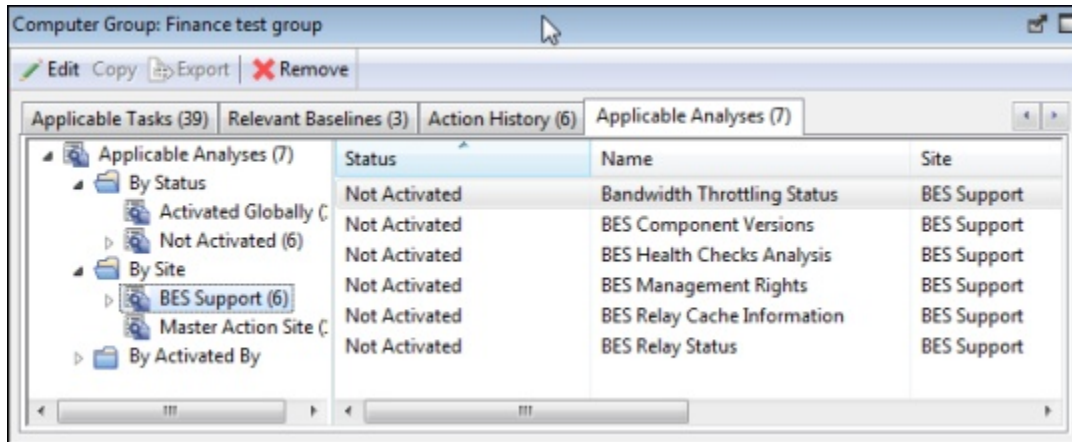 Computer Group: Finance test group
Edit Copy Export Remove
Applicable Tasks (39) Relevant Baselines (3) Action History (6) Applicable Analyses (7)
Applicable Analyses (7)
By Status
Activated Globally (
Not Activated (6)
By Site
BES Support (6)
Master Action Site (
By Activated By
Status Name Site
Not Activated Bandwidth Throttling Status BES Support
Not Activated BES Component Versions BES Support
Not Activated BES Health Checks Analysis BES Support
Not Activated BES Management Rights BES Support
Not Activated BES Relay Cache Information BES Support
Not Activated BES Relay Status BES Support